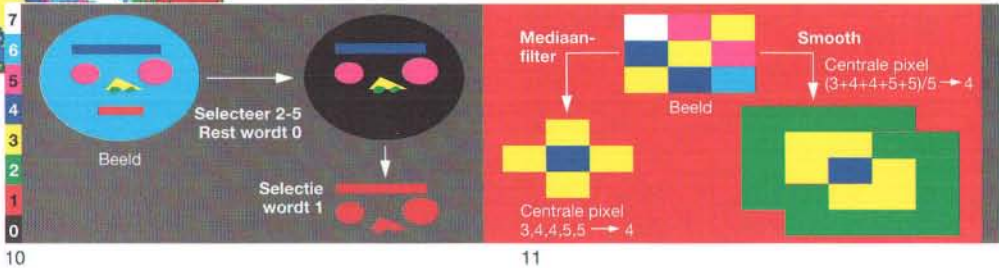 7
6
5
4
3
2
1
0
Beeld
Selecteer 2-5
Rest wordt 0
Selectie
wordt 1
10
Mediaan-
filter
Beeld
Smooth
Centrale pixel
(3+4+4+5+5)/5 → 4
Centrale pixel
3,4,4,5,5 → 4
11